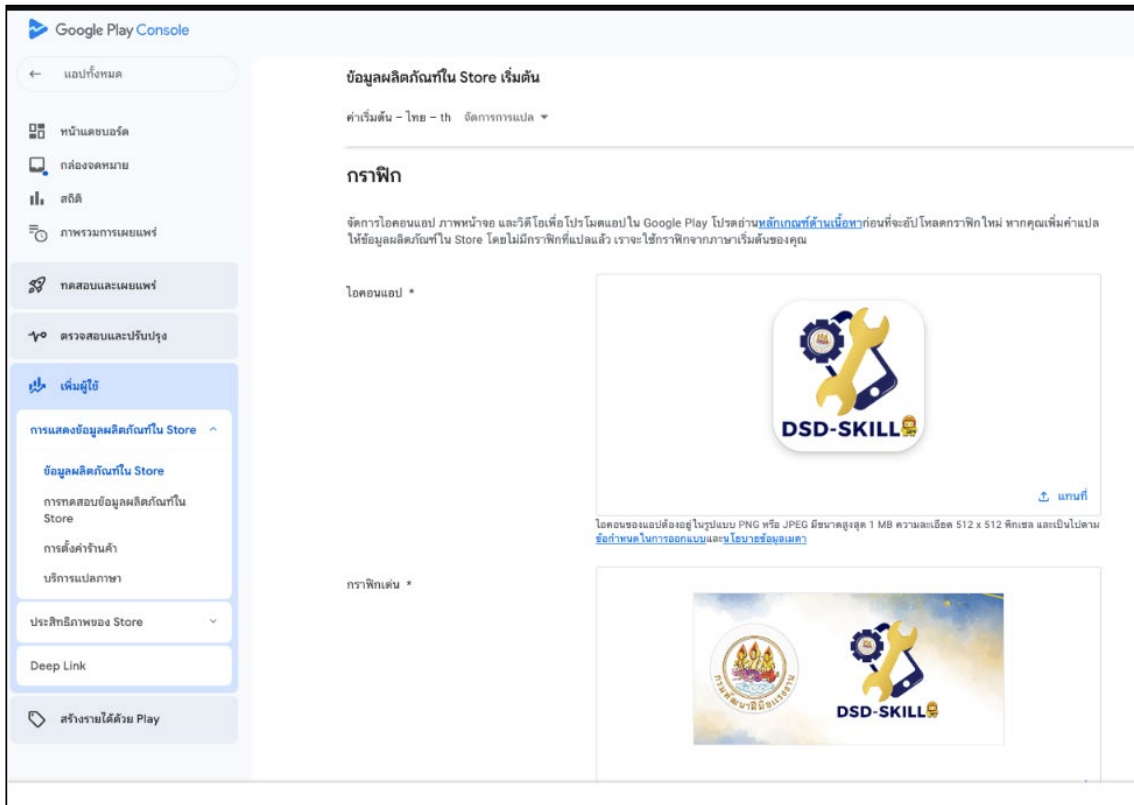 Google Play Console
แอปทั้งหมด
หน้าแดชบอร์ด
กล่องจดหมาย
สถิติ
ภาพรวมการเผยแพร่
ทดสอบและเผยแพร่
ตรวจสอบและปรับปรุง
เพิ่มผู้ใช้
การแสดงข้อมูลผลิตภัณฑ์ใน Store
ข้อมูลผลิตภัณฑ์ใน Store
การทดสอบข้อมูลผลิตภัณฑ์ใน
Store
การตั้งค่าร้านค้า
บริการแปลภาษา
ประสิทธิภาพของ Store
Deep Link
สร้างรายได้ด้วย Play
ข้อมูลผลิตภัณฑ์ใน Store เริ่มต้น
ค่าเริ่มต้น – ไทย – th จัดการการแปล
กราฟิก
จัดการไอคอนแอป ภาพหน้าจอ และวิดีโอเพื่อโปรโมตแอปใน Google Play โปรดอ่านหลักเกณฑ์ด้านเนื้อหาก่อนที่จะอัปโหลดกราฟิกใหม่ หากคุณเพิ่มคำแปล
ให้ข้อมูลผลิตภัณฑ์ใน Store โดยไม่มีกราฟิกที่แปลแล้ว เราจะใช้กราฟิกจากภาษาเริ่มต้นของคุณ
ไอคอนแอป *
DSD-SKILL
แทนที่
ไอคอนของแอปต้องอยู่ในรูปแบบ PNG หรือ JPEG มีขนาดสูงสุด 1 MB ความละเอียด 512 x 512 พิกเซล และเป็นไปตาม
ข้อกำหนดในการออกแบบและนโยบายข้อมูลเมตา
กราฟิกเด่น *
กรมพัฒนาฝีมือแรงงาน
DSD-SKILL